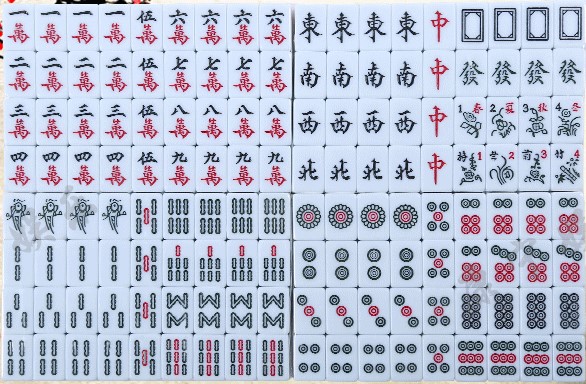 一 一 一 一 伍 六 六 六 六 東 東 東 東 中
萬 萬 萬 萬 萬 萬 萬 萬 萬
二 二 二 二 伍 七 七 七 七 南 南 南 南 中 發 發 發 發
萬 萬 萬 萬 萬 萬 萬 萬 萬
三 三 三 三 伍 八 八 八 八 西 西 西 西 中 1 春 2 夏 3 秋 4 冬
萬 萬 萬 萬 萬 萬 萬 萬 萬
四 四 四 四 伍 九 九 九 九 北 北 北 北 中 1 2 3 4
萬 萬 萬 萬 萬 萬 萬 萬 萬